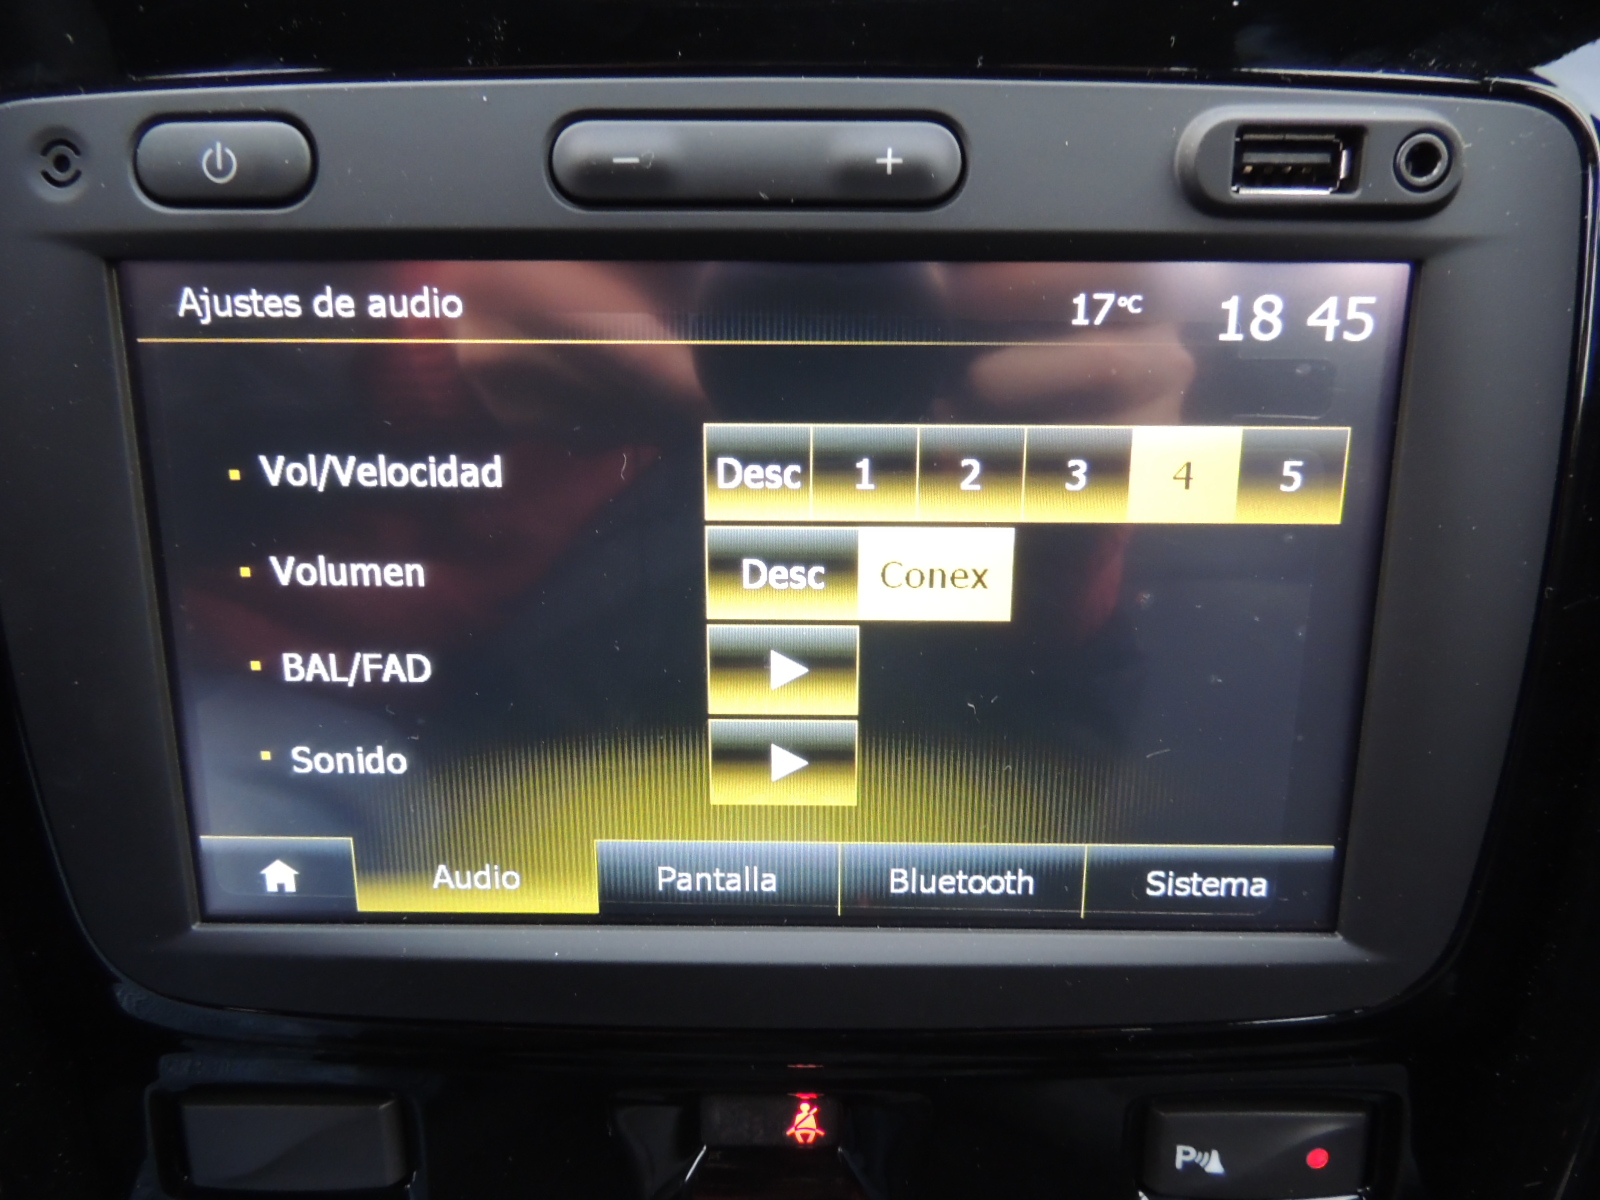 Ajustes de audio 17°C 18 45
Vol/Velocidad Desc 1 2 3 4 5
Volumen Desc Conex
BAL/FAD
Sonido
Audio Pantalla Bluetooth Sistema
P